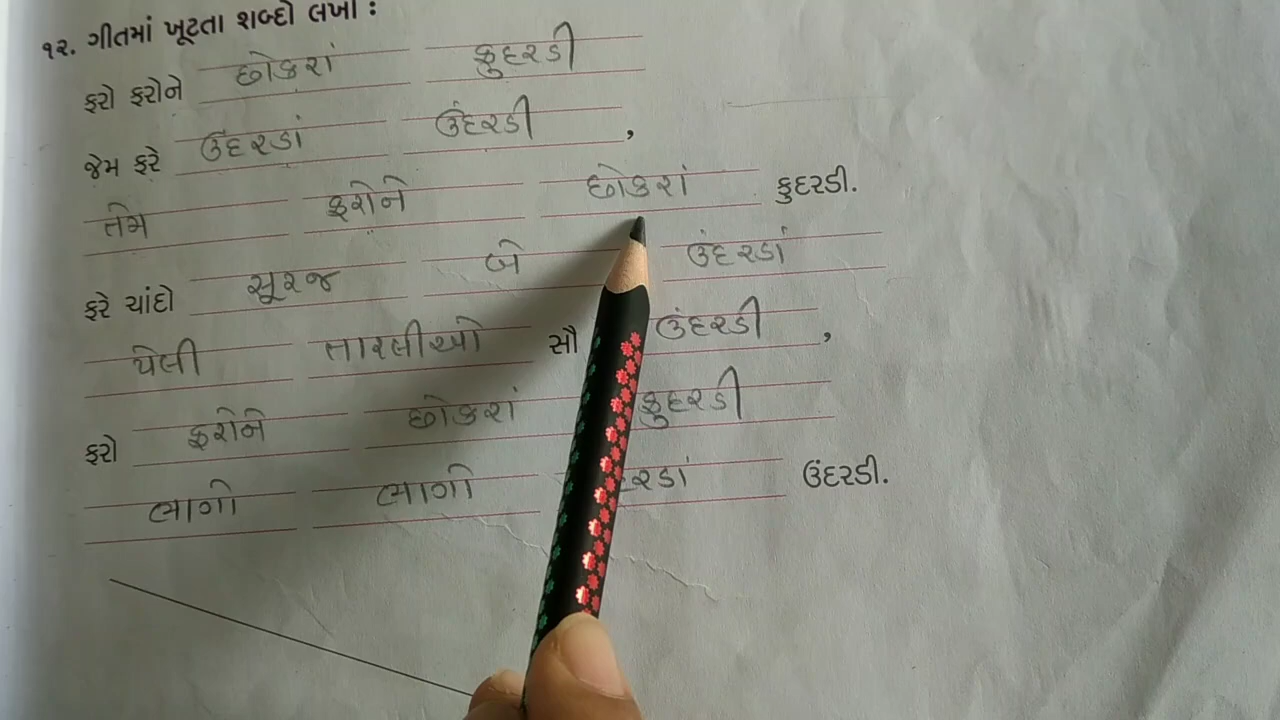 ૧૨. ગીતમાં ખૂટતા શબ્દો લખો :
ફરો ફરોને છોકરાં ફુદરડી
જેમ ફરે ઉંદરડાં ઉંદરડી,
તેમ ફરોને છોકરાં ફુદરડી.
ફરે ચાંદો સૂરજ બે ઉંદરડાં
પેલી તારલીઓ સૌ ઉંદરડી,
ફરો ફરોને છોકરાં ફુદરડી
ભાગો ભાગો ઉંદરડી.